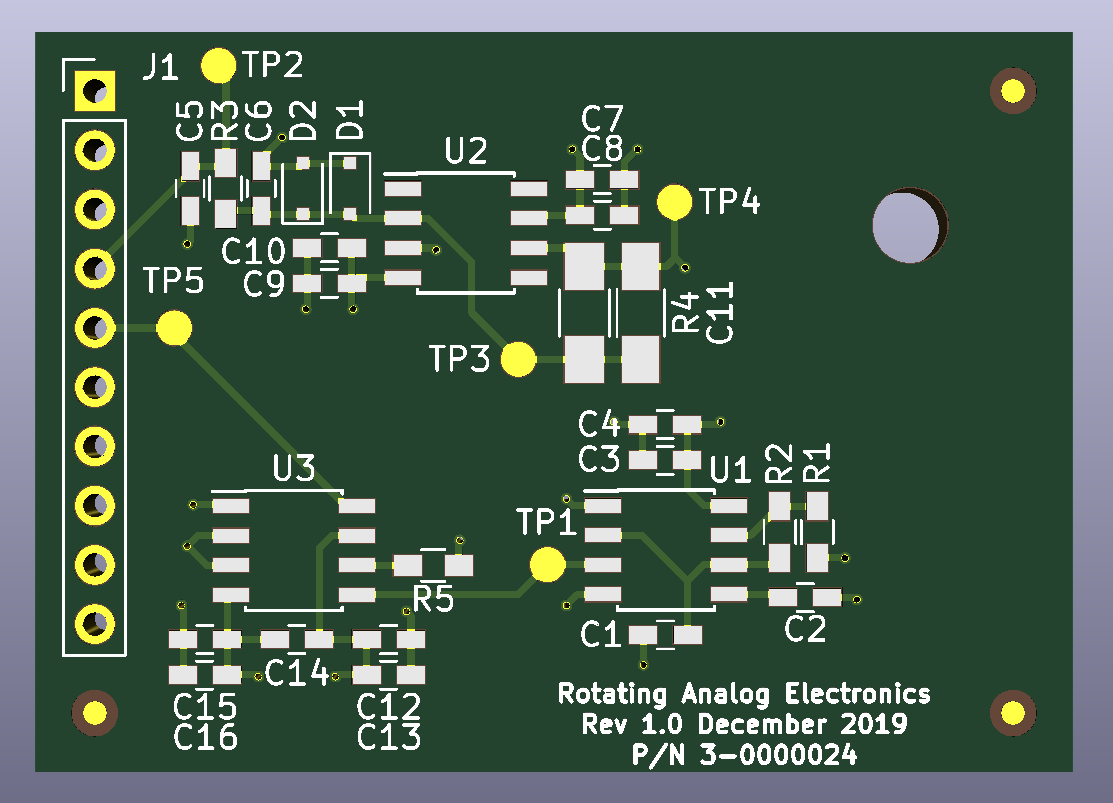 J1
TP2
C5
R3
C6
D2
D1
U2
C7
C8
TP4
C10
C9
TP5
R4
C11
TP3
C4
C3
U3
U1
R2
R1
TP1
R5
C1
C2
C14
C15
C16
C12
C13
Rotating Analog Electronics
Rev 1.0 December 2019
P/N 3-0000024